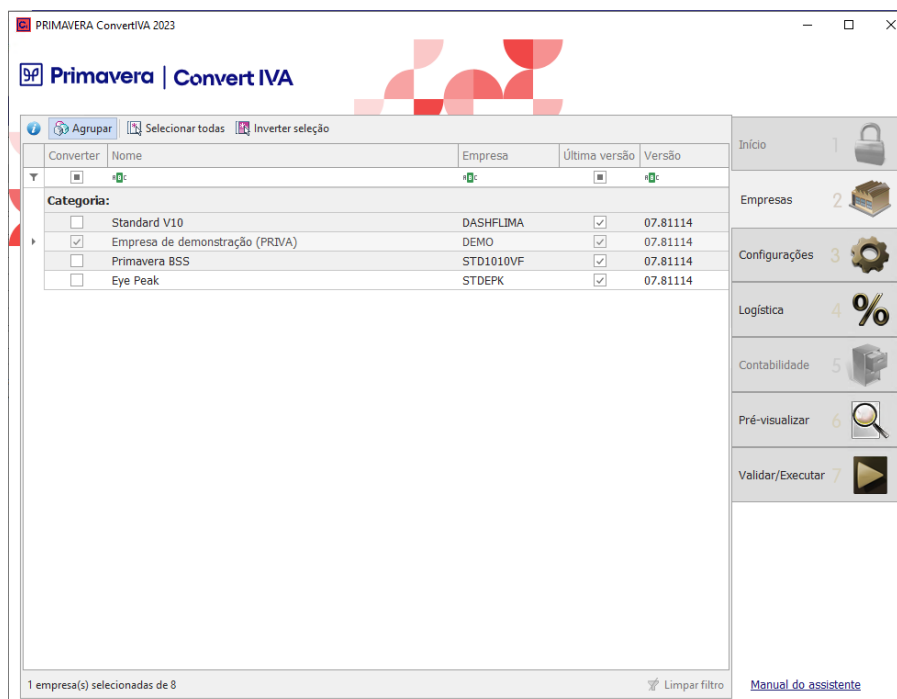 PRIMAVERA ConvertIVA 2023
Primavera | Convert IVA
Agrupar Selecionar todas Inverter seleção
Converter Nome Empresa Última versão Versão
Categoria:
Standard V10 DASHFLIMA 07.81114
Empresa de demonstração (PRIVA) DEMO 07.81114
Primavera BSS STD1010VF 07.81114
Eye Peak STDEPK 07.81114
1 empresa(s) selecionadas de 8 Limpar filtro
Início 1
Empresas 2
Configurações 3
Logística 4
Contabilidade 5
Pré-visualizar 6
Validar/Executar 7
Manual do assistente